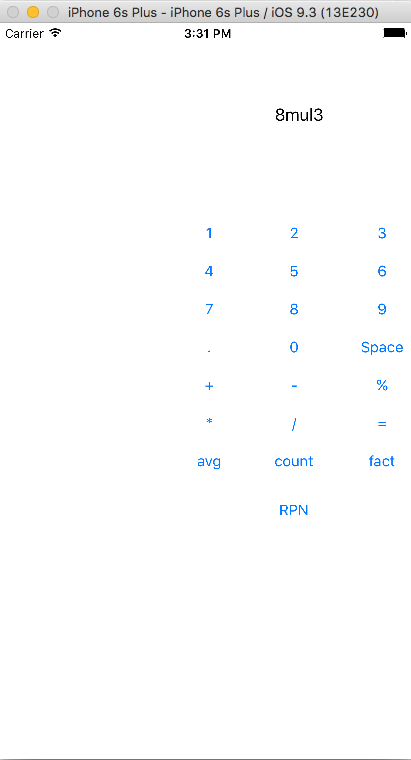 iPhone 6s Plus - iPhone 6s Plus / iOS 9.3 (13E230)
Carrier 3:31 PM
8mul3
1 2 3
4 5 6
7 8 9
. 0 Space
+ - %
* / =
avg count fact
RPN